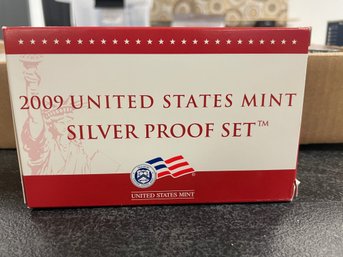 2009 UNITED STATES MINT
SILVER PROOF SET™
UNITED STATES MINT